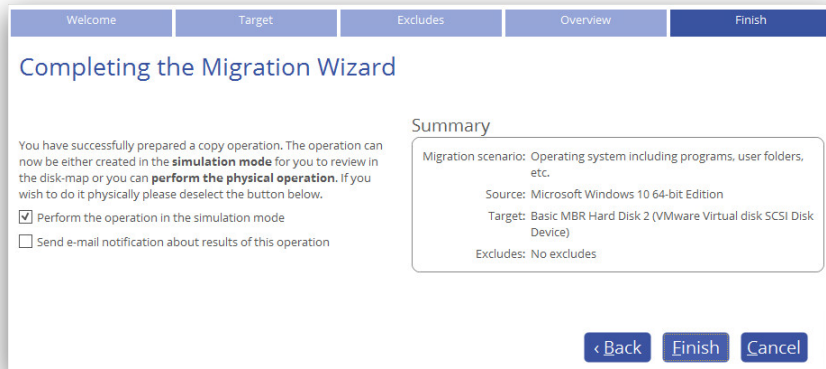 Welcome
Target
Excludes
Overview
Finish
Completing the Migration Wizard
You have successfully prepared a copy operation. The operation can
now be either created in the simulation mode for you to review in
the disk-map or you can perform the physical operation. If you
wish to do it physically please deselect the button below.
Perform the operation in the simulation mode
Send e-mail notification about results of this operation
Summary
Migration scenario: Operating system including programs, user folders,
etc.
Source: Microsoft Windows 10 64-bit Edition
Target: Basic MBR Hard Disk 2 (VMware Virtual disk SCSI Disk
Device)
Excludes: No excludes
‹ Back
Finish
Cancel